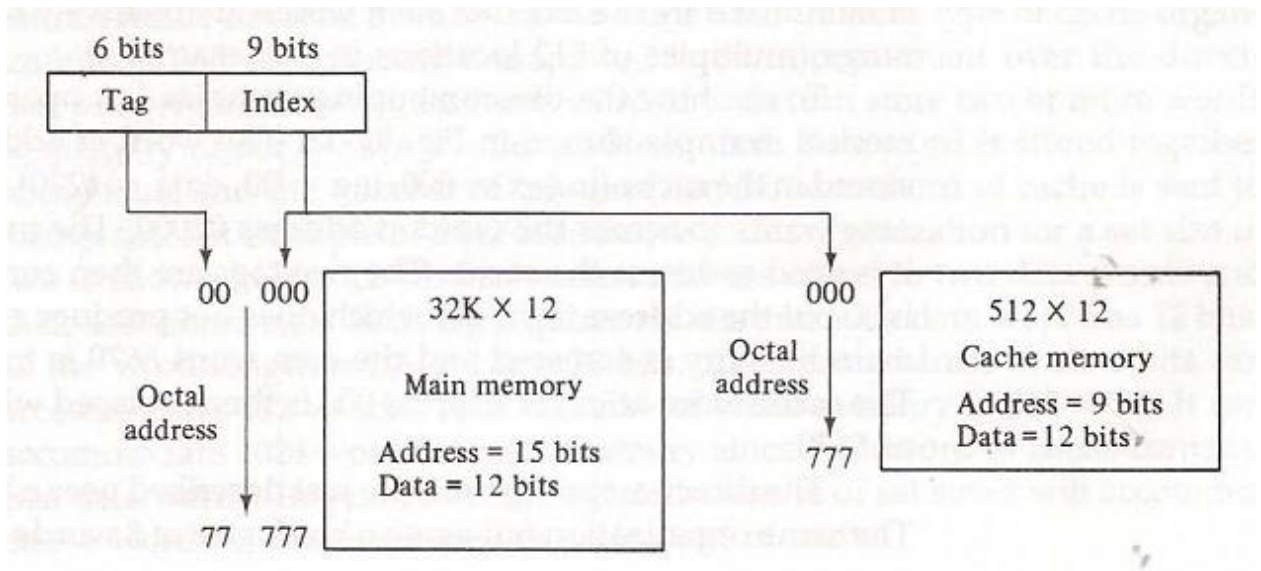 6 bits 9 bits
Tag Index
00 000
32K X 12
Main memory
Address = 15 bits
Data = 12 bits
Octal
address
77 777
000
Octal
address
777
512 X 12
Cache memory
Address = 9 bits
Data = 12 bits